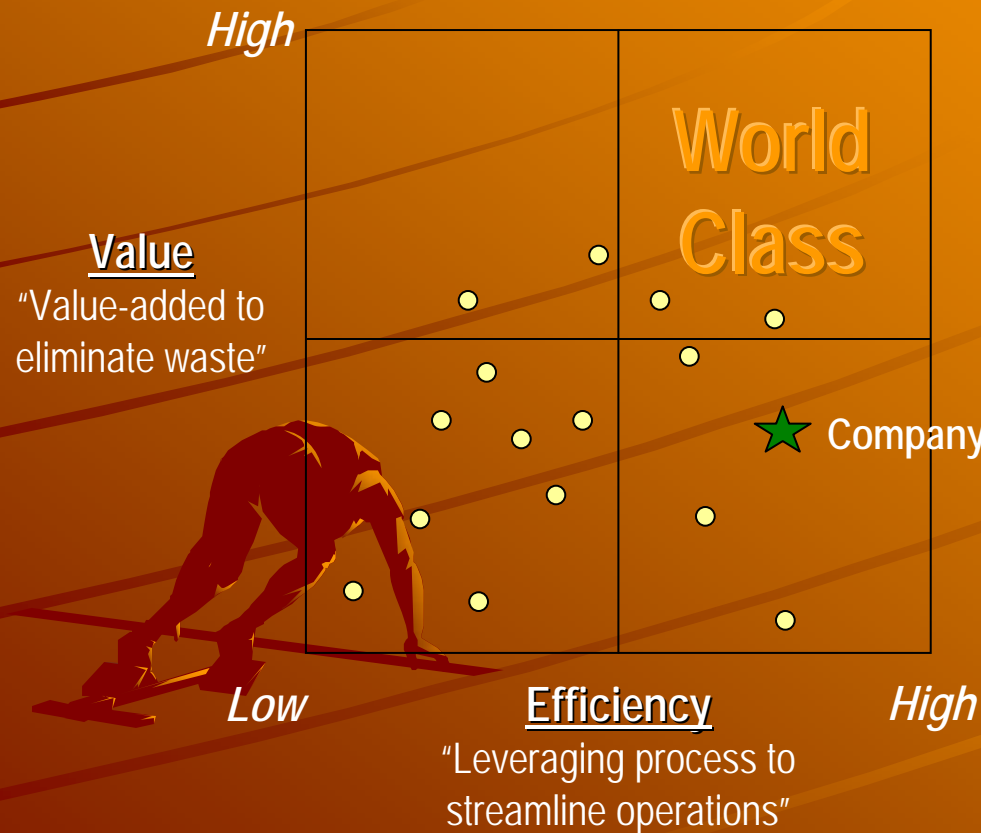 High
World
Class
Value
“Value-added to
eliminate waste”
Company
Low
Efficiency
High
“Leveraging process to
streamline operations”